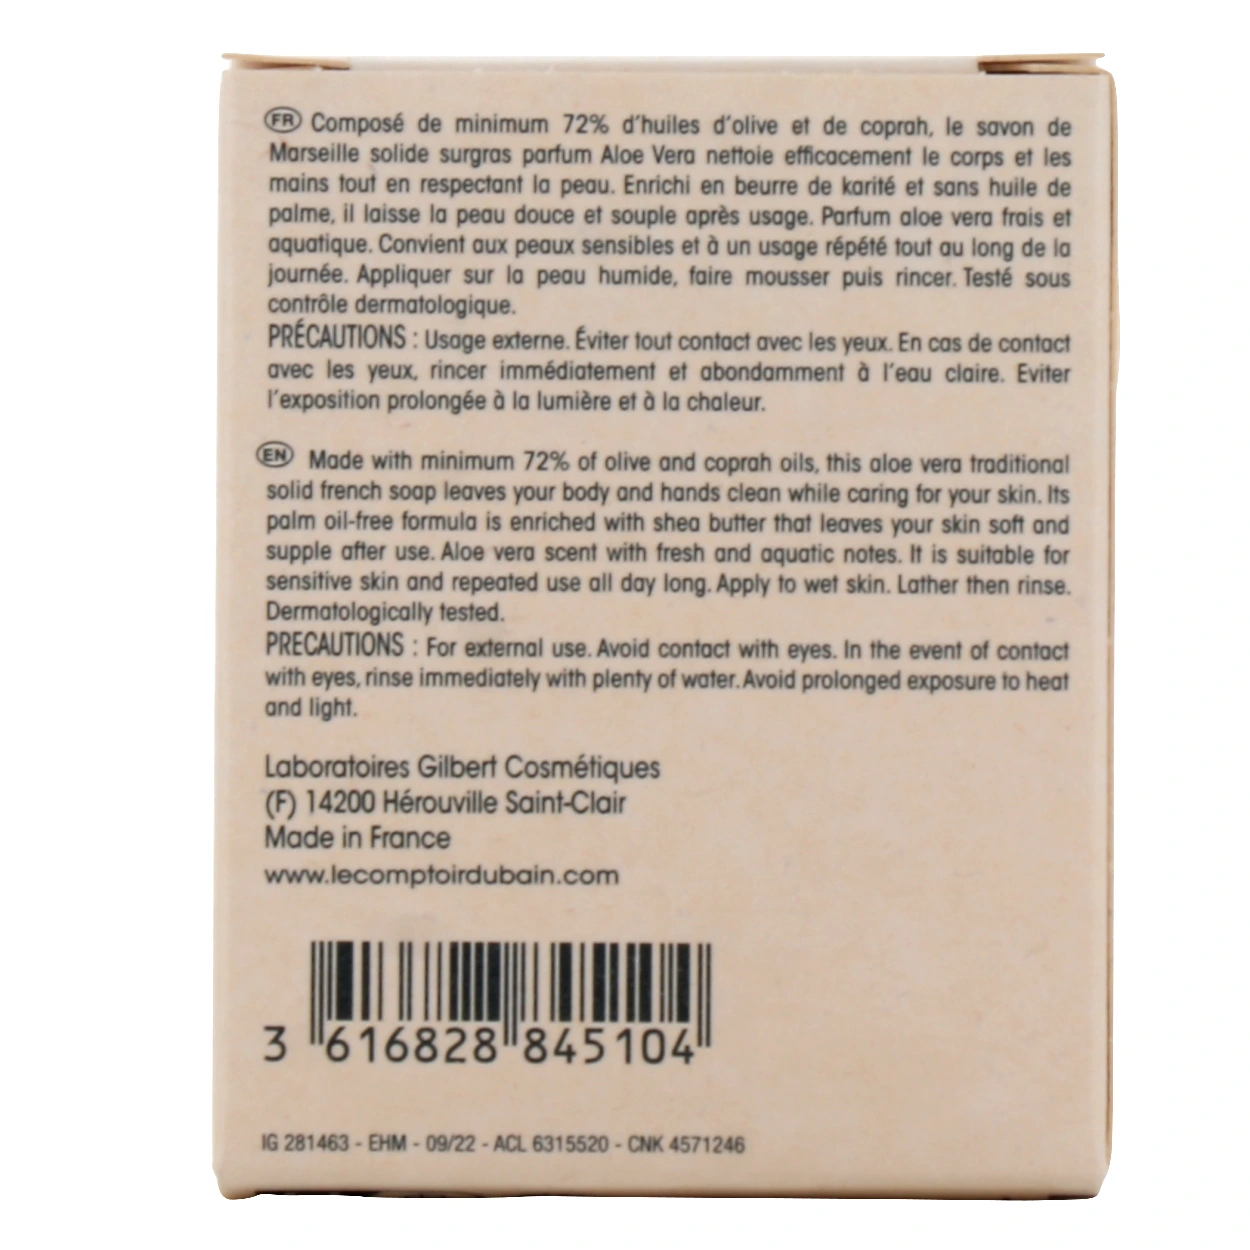 FR Composé de minimum 72% d'huiles d'olive et de coprah, le savon de
Marseille solide surgras parfum Aloe Vera nettoie efficacement le corps et les
mains tout en respectant la peau. Enrichi en beurre de karité et sans huile de
palme, il laisse la peau douce et souple après usage. Parfum aloe vera frais et
aquatique. Convient aux peaux sensibles et à un usage répété tout au long de la
journée. Appliquer sur la peau humide, faire mousser puis rincer. Testé sous
contrôle dermatologique.
PRÉCAUTIONS : Usage externe. Éviter tout contact avec les yeux. En cas de contact
avec les yeux, rincer immédiatement et abondamment à l'eau claire. Eviter
l'exposition prolongée à la lumière et à la chaleur.
EN Made with minimum 72% of olive and coprah oils, this aloe vera traditional
solid french soap leaves your body and hands clean while caring for your skin. Its
palm oil-free formula is enriched with shea butter that leaves your skin soft and
supple after use. Aloe vera scent with fresh and aquatic notes. It is suitable for
sensitive skin and repeated use all day long. Apply to wet skin. Lather then rinse.
Dermatologically tested.
PRECAUTIONS : For external use. Avoid contact with eyes. In the event of contact
with eyes, rinse immediately with plenty of water. Avoid prolonged exposure to heat
and light.
Laboratoires Gilbert Cosmétiques
(F) 14200 Hérouville Saint-Clair
Made in France
www.lecomptoirdubain.com
3 616828 845104
IG 281463 - EHM - 09/22 - ACL 6315520 - CNK 4571246